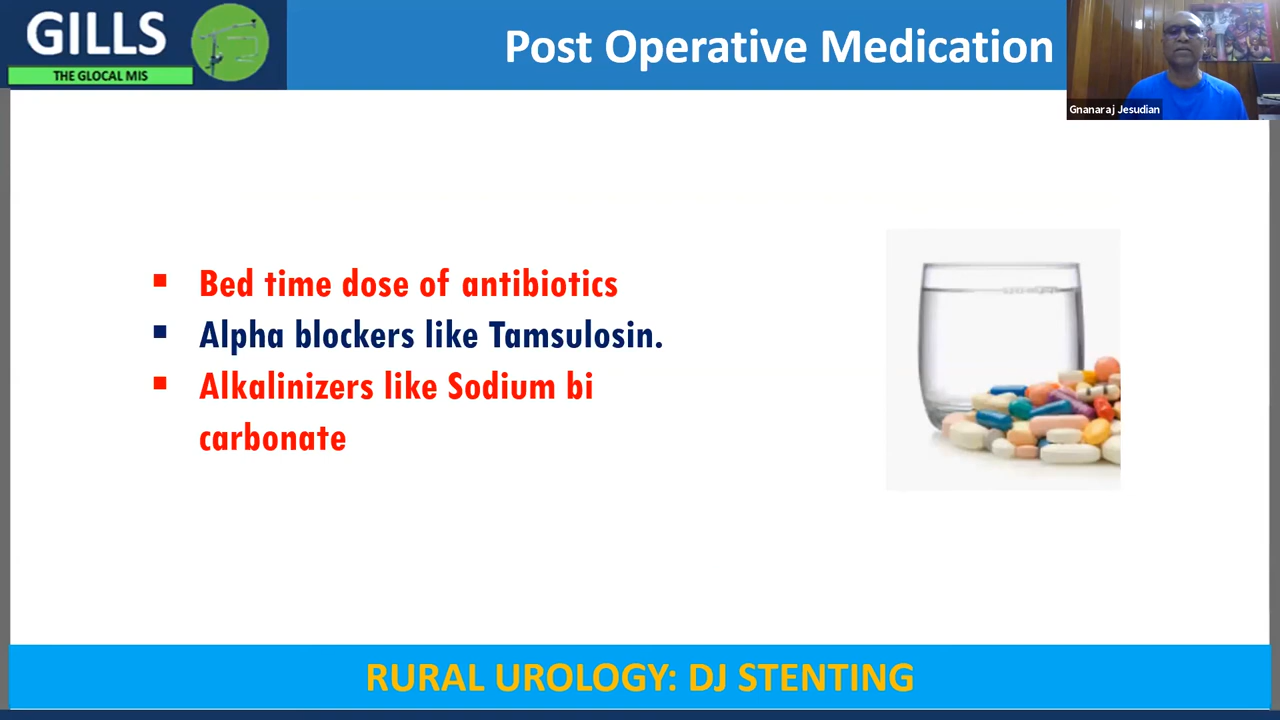 GILLS
THE GLOCAL MIS
Post Operative Medication
Gnanaraj Jesudian
Bed time dose of antibiotics
Alpha blockers like Tamsulosin.
Alkalinizers like Sodium bi
carbonate
RURAL UROLOGY: DJ STENTING